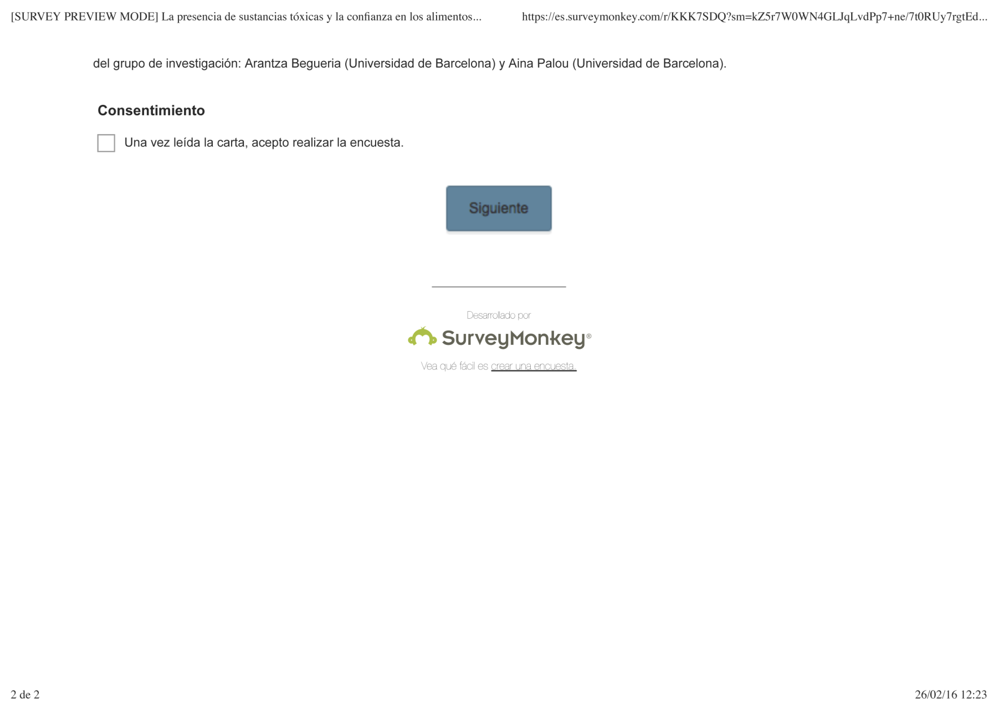 [SURVEY PREVIEW MODE] La presencia de sustancias tóxicas y la confianza en los alimentos...
https://es.surveymonkey.com/r/KKK7SDQ?sm=kZ5r7W0WN4GLJqLvdPp7+ne/7t0RUy7rgtEd...
del grupo de investigación: Arantza Begueria (Universidad de Barcelona) y Aina Palou (Universidad de Barcelona).
Consentimiento
Una vez leída la carta, acepto realizar la encuesta.
Siguiente
Desarrollado por
SurveyMonkey®
Vea qué fácil es crear una encuesta.
2 de 2
26/02/16 12:23